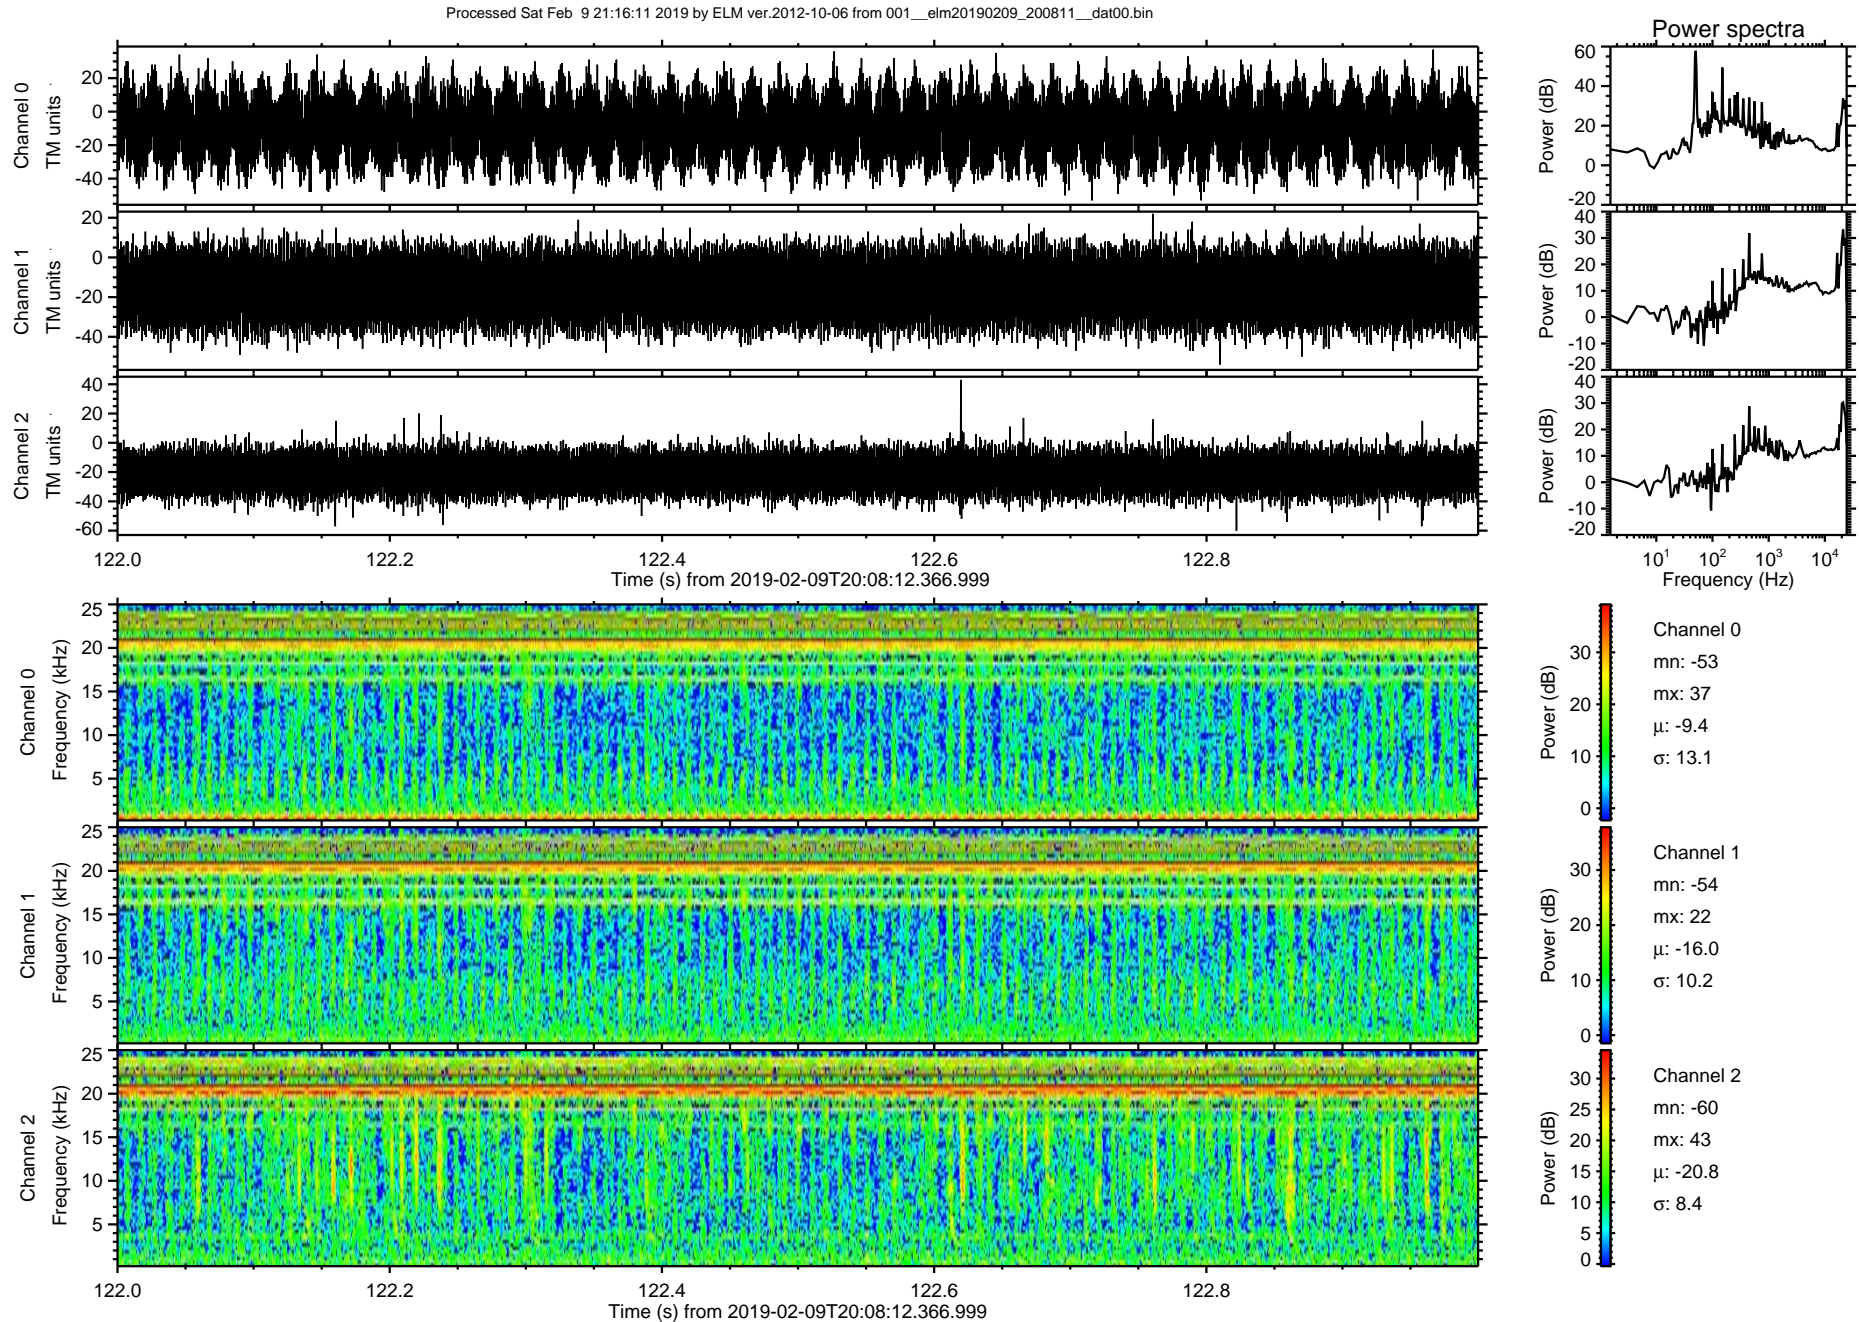 Processed Sat Feb 9 21:16:11 2019 by ELM ver.2012-10-06 from 001__elm20190209_200811__dat00.bin
Power spectra
Channel 0
TM units
20
0
-20
-40
Power (dB)
60
40
20
0
-20
Channel 1
TM units
20
0
-20
-40
Power (dB)
40
30
20
10
0
-10
-20
Channel 2
TM units
40
20
0
-20
-40
-60
Power (dB)
40
30
20
10
0
-10
-20
122.0 122.2 122.4 122.6 122.8
Time (s) from 2019-02-09T20:08:12.366.999
10^1 10^2 10^3 10^4
Frequency (Hz)
Channel 0
Frequency (kHz)
25
20
15
10
5
Power (dB)
30
20
10
0
Channel 0
mn: -53
mx: 37
μ: -9.4
σ: 13.1
Channel 1
Frequency (kHz)
25
20
15
10
5
Power (dB)
30
20
10
0
Channel 1
mn: -54
mx: 22
μ: -16.0
σ: 10.2
Channel 2
Frequency (kHz)
25
20
15
10
5
Power (dB)
30
25
20
15
10
5
0
Channel 2
mn: -60
mx: 43
μ: -20.8
σ: 8.4
122.0 122.2 122.4 122.6 122.8
Time (s) from 2019-02-09T20:08:12.366.999